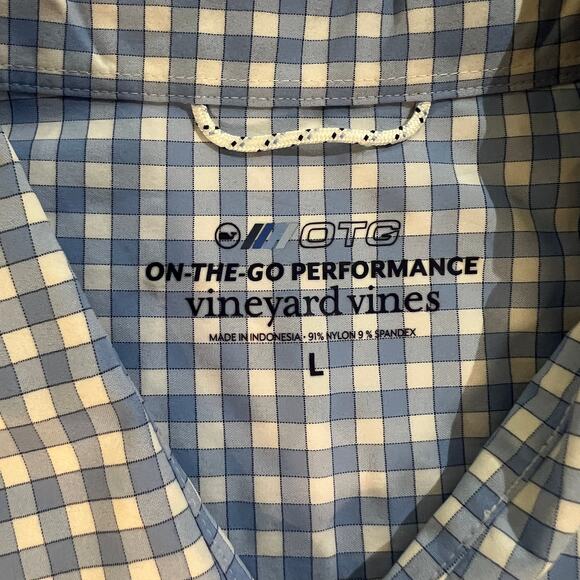 OTG
ON-THE-GO PERFORMANCE
vineyard vines
MADE IN INDONESIA • 91% NYLON 9 % SPANDEX
L